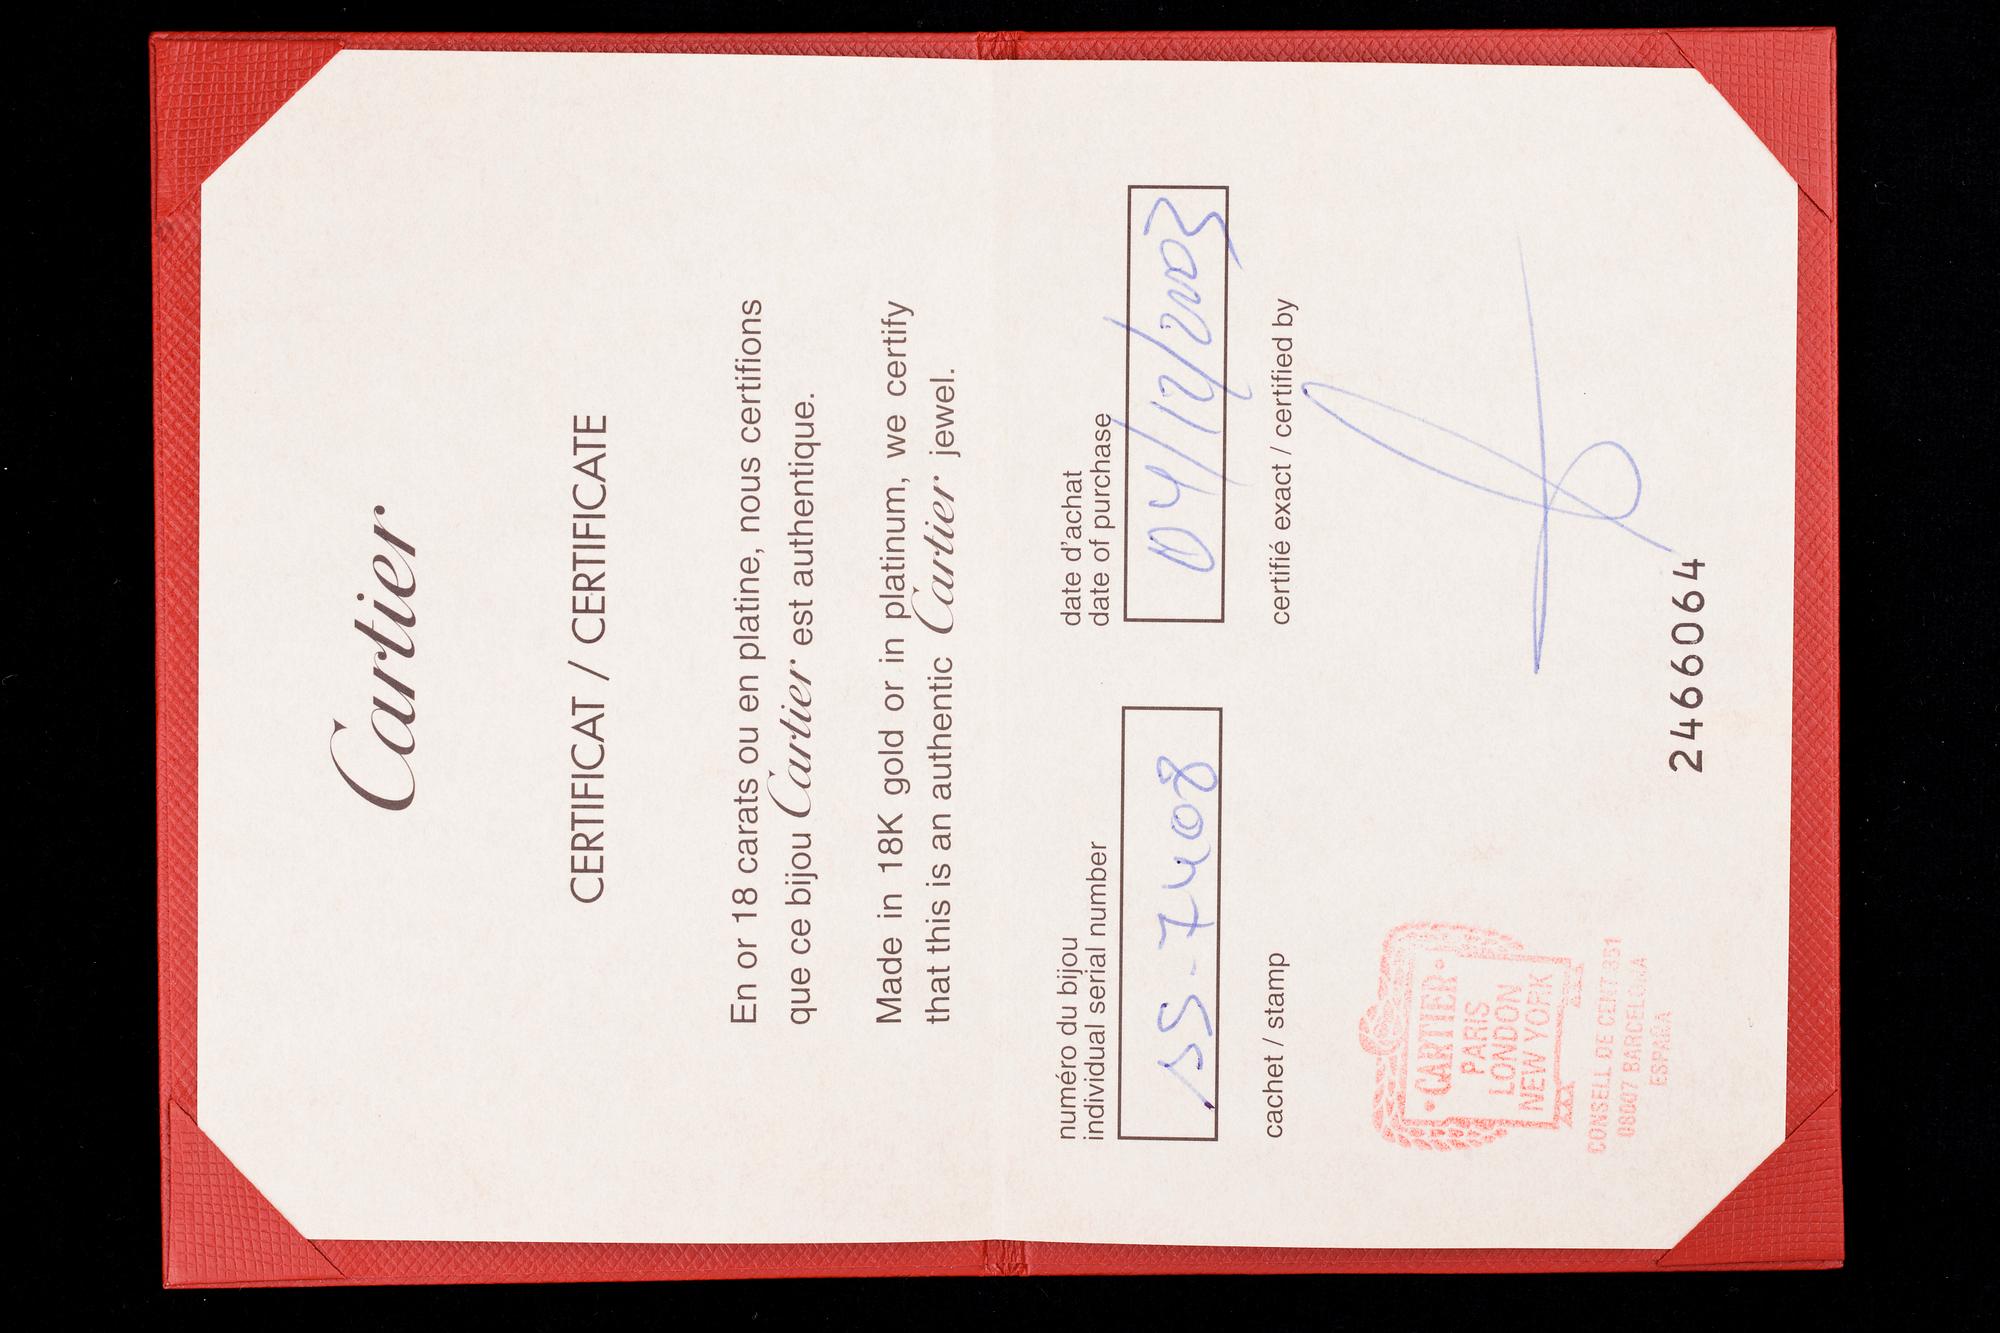 Cartier
CERTIFICAT / CERTIFICATE
En or 18 carats ou en platine, nous certifions
que ce bijou Cartier est authentique.
Made in 18K gold or in platinum, we certify
that this is an authentic Cartier jewel.
numéro du bijou
individual serial number
SS-7408
date d'achat
date of purchase
04/12/2003
cachet / stamp
certifié exact / certified by
·CARTIER·
PARIS
LONDON
NEW YORK
CONSELL DE CENT 351
08007 BARCELONA
ESPAÑA
2466064